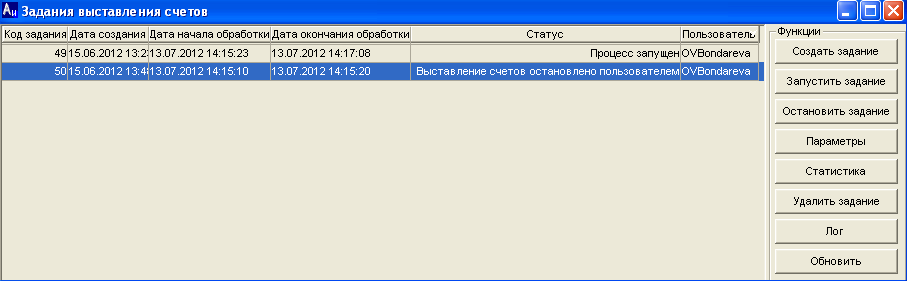 Aи Задания выставления счетов
Код задания Дата создания Дата начала обработки Дата окончания обработки Статус Пользователь
49 15.06.2012 13:2 13.07.2012 14:15:23 13.07.2012 14:17:08 Процесс запущен OVBondareva
50 15.06.2012 13:4 13.07.2012 14:15:10 13.07.2012 14:15:20 Выставление счетов остановлено пользователем OVBondareva
Функции
Создать задание
Запустить задание
Остановить задание
Параметры
Статистика
Удалить задание
Лог
Обновить